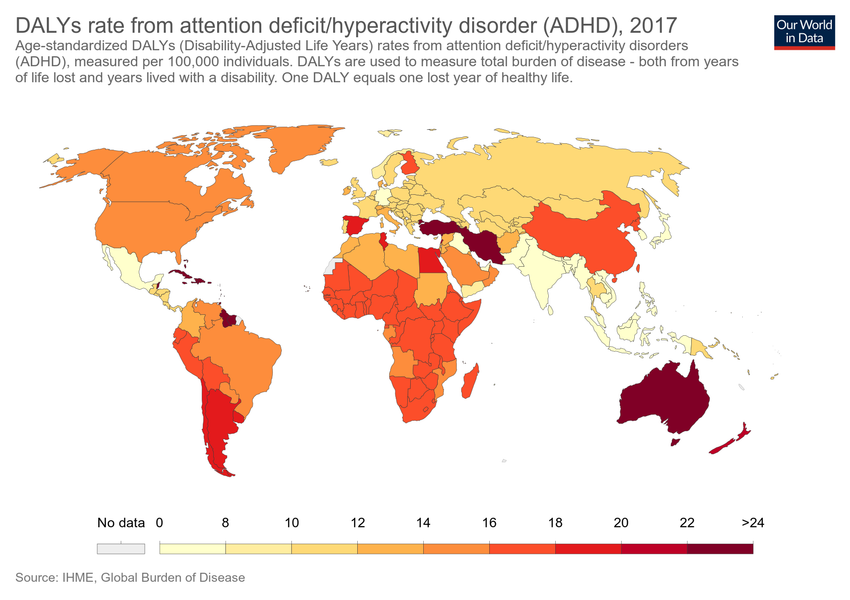 DALYs rate from attention deficit/hyperactivity disorder (ADHD), 2017
Our World
in Data
Age-standardized DALYs (Disability-Adjusted Life Years) rates from attention deficit/hyperactivity disorders
(ADHD), measured per 100,000 individuals. DALYs are used to measure total burden of disease - both from years
of life lost and years lived with a disability. One DALY equals one lost year of healthy life.
No data 0 8 10 12 14 16 18 20 22 >24
Source: IHME, Global Burden of Disease